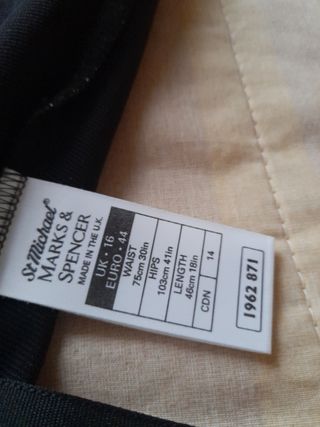 St Michael®
MARKS &
SPENCER
MADE IN THE U.K.
UK - 16
EURO - 44
WAIST
75cm 30in
HIPS
103cm 41in
LENGTH
46cm 18in
CDN
14
1962 871